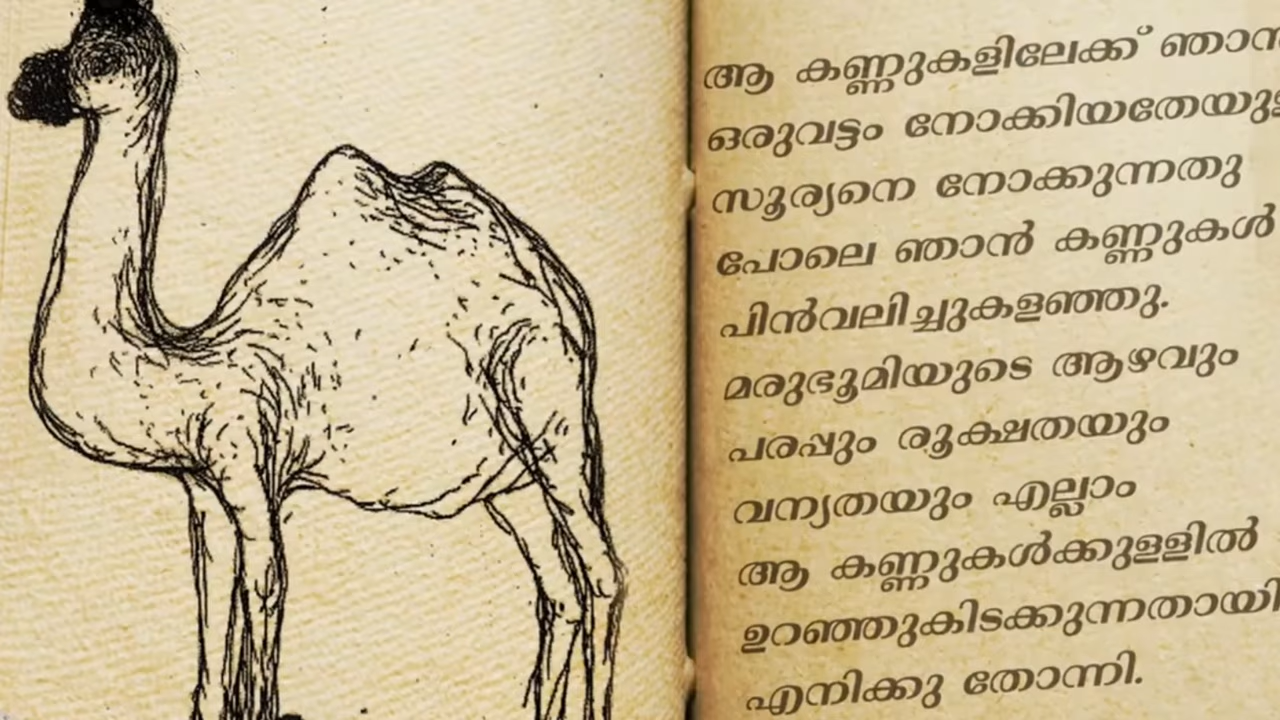 ആ കണ്ണുകളിലേക്ക് ഞാൻ
ഒരുവട്ടം നോക്കിയതേയുള
സൂര്യനെ നോക്കുന്നതു
പോലെ ഞാൻ കണ്ണുകൾ
പിൻവലിച്ചുകളഞ്ഞു.
മരുഭൂമിയുടെ ആഴവും
പരപ്പും രൂക്ഷതയും
വന്യതയും എല്ലാം
ആ കണ്ണുകൾക്കുളളിൽ
ഉറഞ്ഞുകിടക്കുന്നതായി
എനിക്കു തോന്നി.